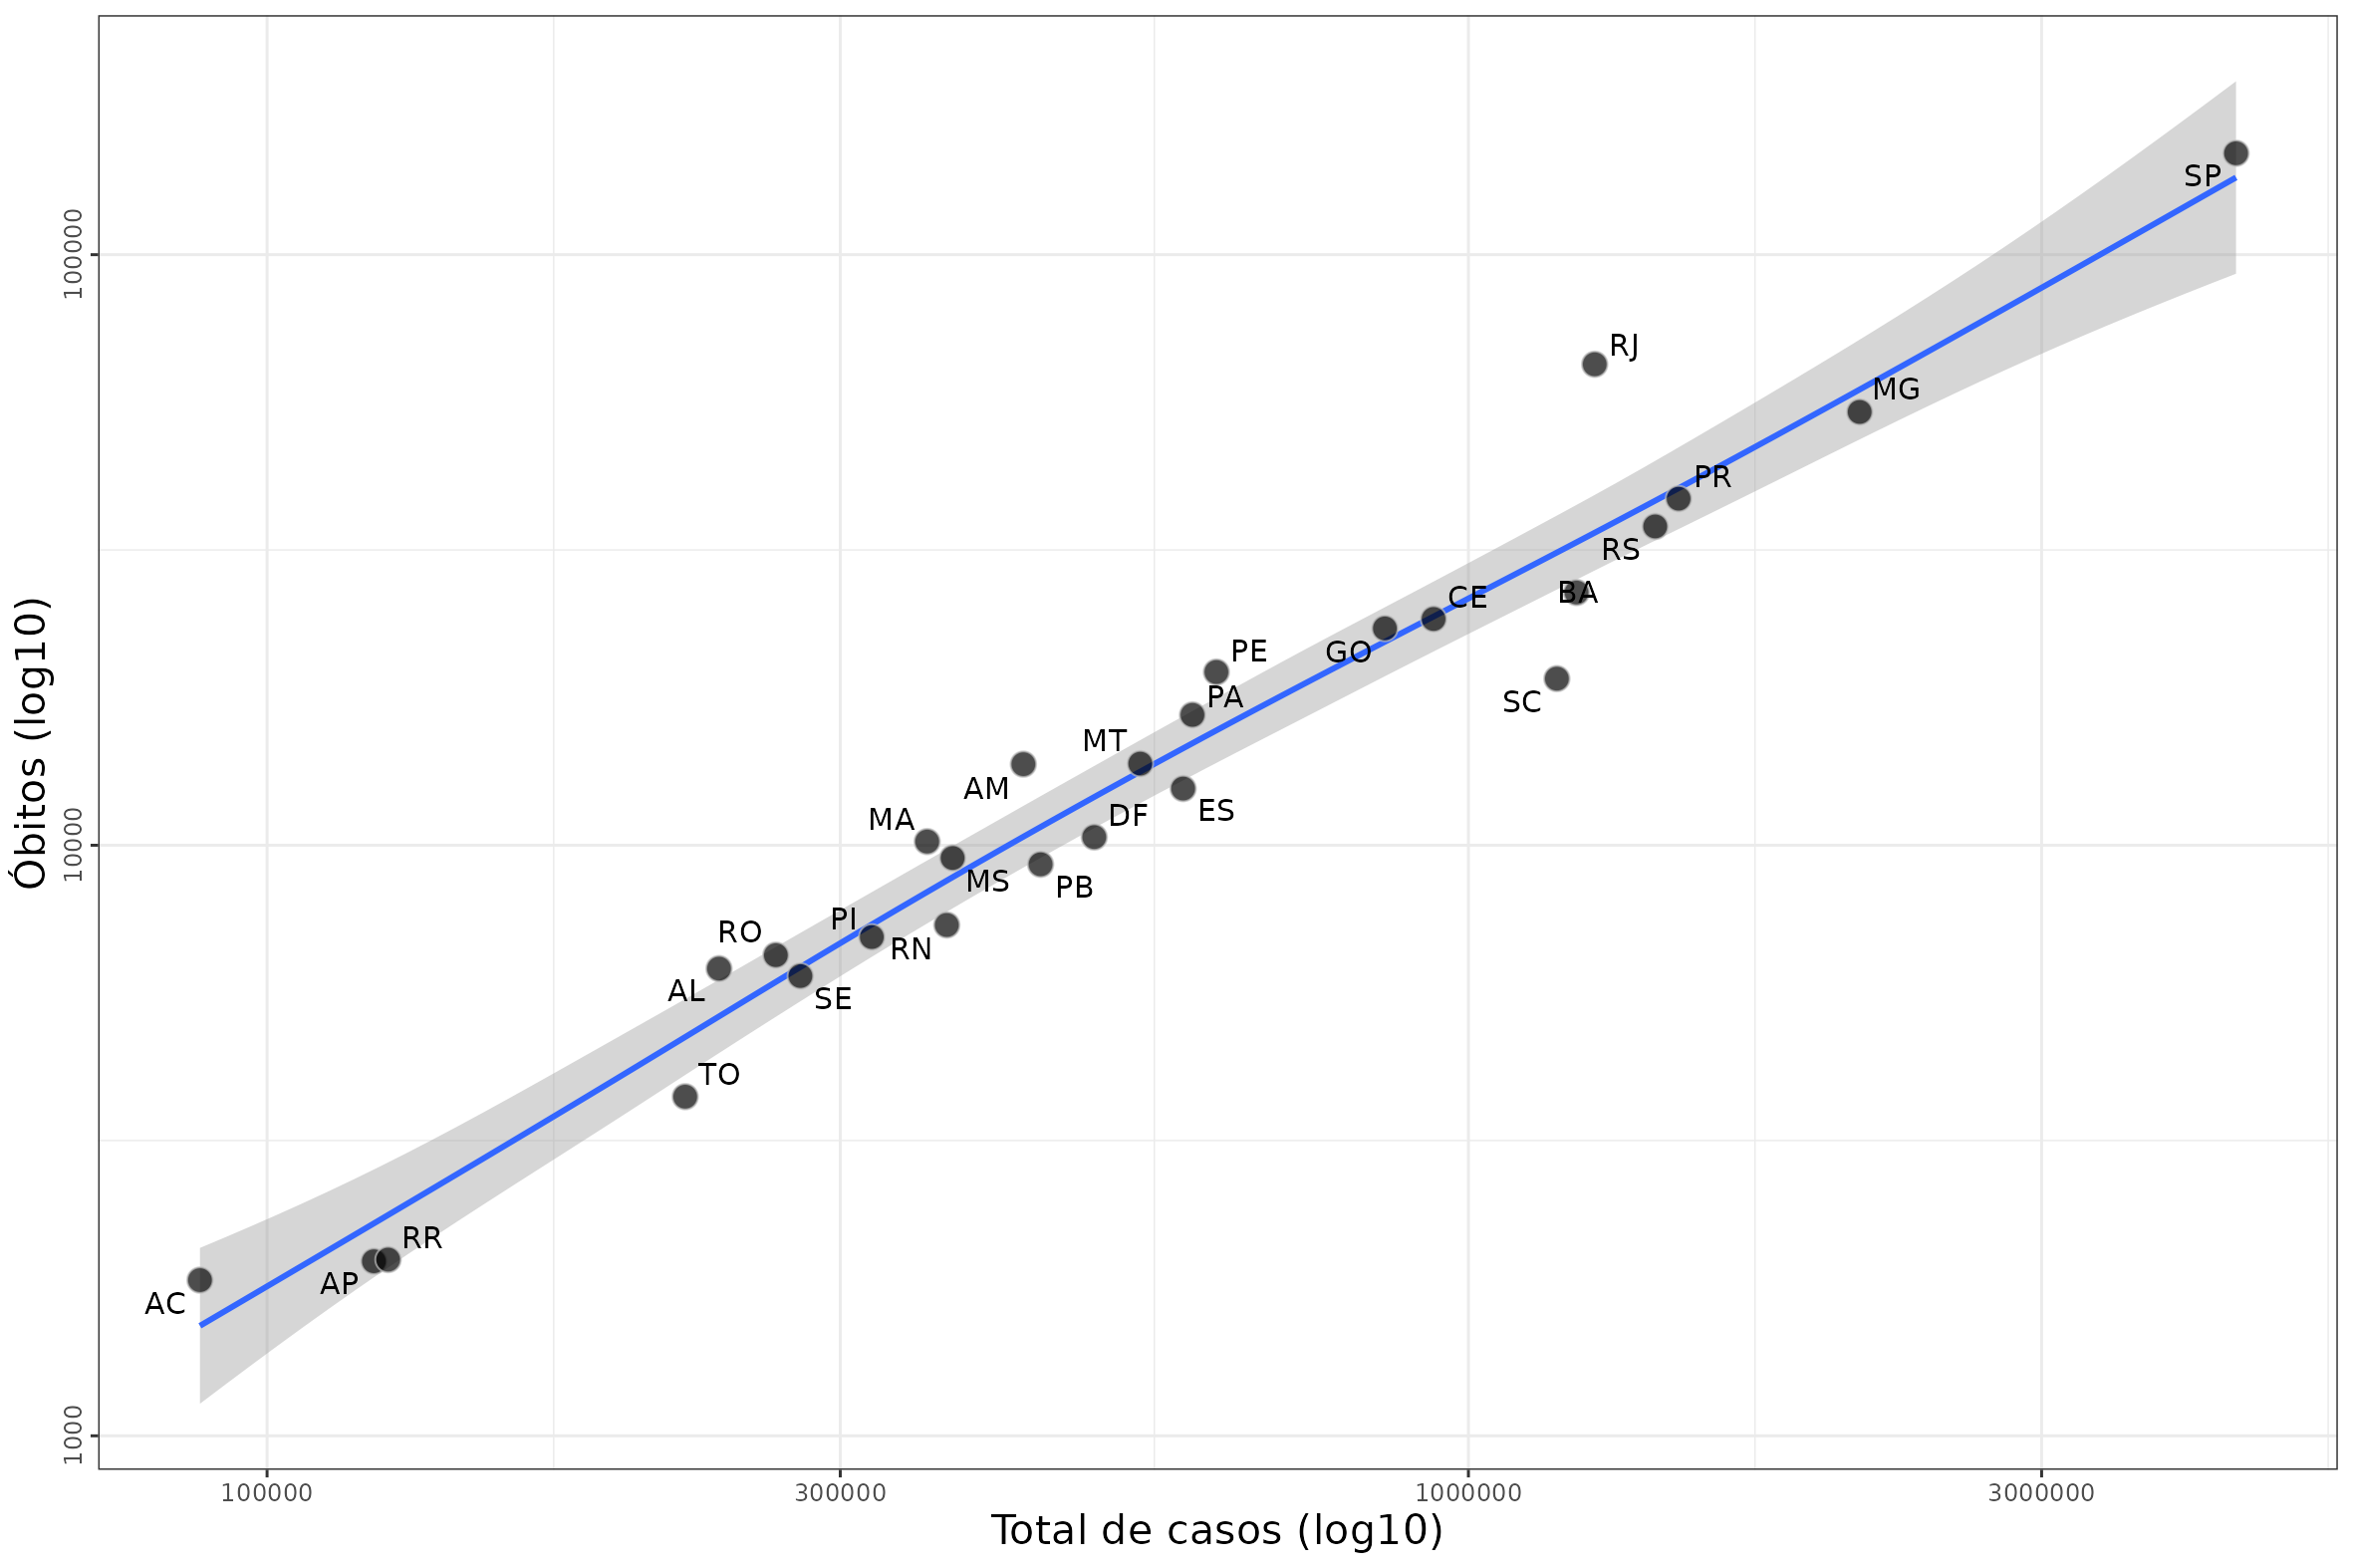 SP
RJ
MG
PR
RS
BA
CE
PE
GO
PA
SC
MT
AM
ES
DF
MA
MS
PB
PI
RO
RN
AL
SE
TO
RR
AP
AC
100000
10000
1000
100000 300000 1000000 3000000
Total de casos (log10)
Óbitos (log10)